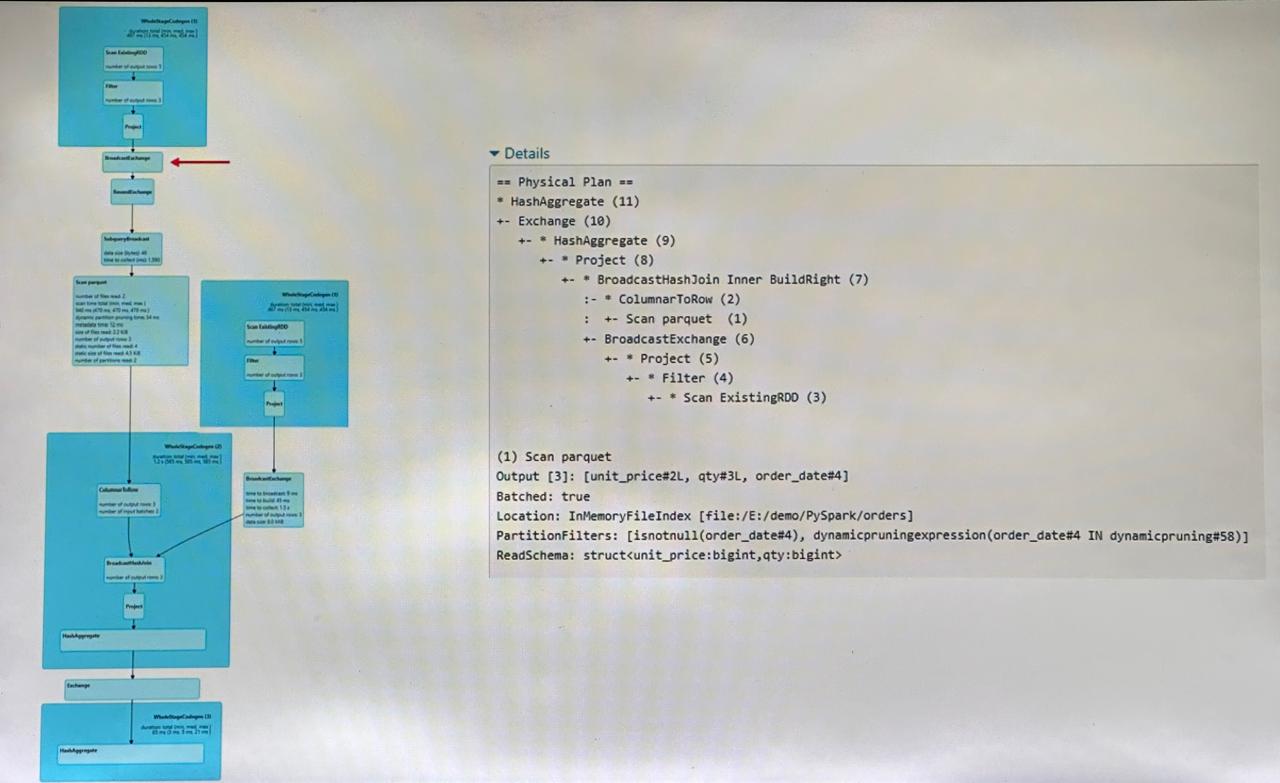 WholeStageCodegen (1)
duration: total (min, med, max )
467 ms (13 ms, 454 ms, 454 ms )
Scan ExistingRDD
number of output rows: 5
Filter
number of output rows: 3
Project
BroadcastExchange
ReusedExchange
SubqueryBroadcast
data size (bytes): 48
time to collect (ms): 1,590
Scan parquet
number of files read: 2
scan time total (min, med, max )
940 ms (470 ms, 470 ms, 470 ms )
dynamic partition pruning time: 34 ms
metadata time: 12 ms
size of files read: 2.2 KiB
number of output rows: 3
static number of files read: 4
static size of files read: 4.5 KiB
number of partitions read: 2
WholeStageCodegen (1)
duration: total (min, med, max )
467 ms (13 ms, 454 ms, 454 ms )
Scan ExistingRDD
number of output rows: 5
Filter
number of output rows: 3
Project
WholeStageCodegen (2)
duration: total (min, med, max )
1.2 s (585 ms, 585 ms, 585 ms )
ColumnarToRow
number of output rows: 3
number of input batches: 2
BroadcastExchange
time to broadcast: 9 ms
time to build: 45 ms
time to collect: 1.5 s
number of output rows: 3
data size: 8.0 MiB
BroadcastHashJoin
number of output rows: 3
Project
HashAggregate
Exchange
WholeStageCodegen (3)
duration: total (min, med, max )
HashAggregate
Details
== Physical Plan ==
* HashAggregate (11)
+- Exchange (10)
+- * HashAggregate (9)
+- * Project (8)
+- * BroadcastHashJoin Inner BuildRight (7)
:- * ColumnarToRow (2)
: +- Scan parquet (1)
+- BroadcastExchange (6)
+- * Project (5)
+- * Filter (4)
+- * Scan ExistingRDD (3)
(1) Scan parquet
Output [3]: [unit_price#2L, qty#3L, order_date#4]
Batched: true
Location: InMemoryFileIndex [file:/E:/demo/PySpark/orders]
PartitionFilters: [isnotnull(order_date#4), dynamicpruningexpression(order_date#4 IN dynamicpruning#58)]
ReadSchema: struct<unit_price:bigint,qty:bigint>